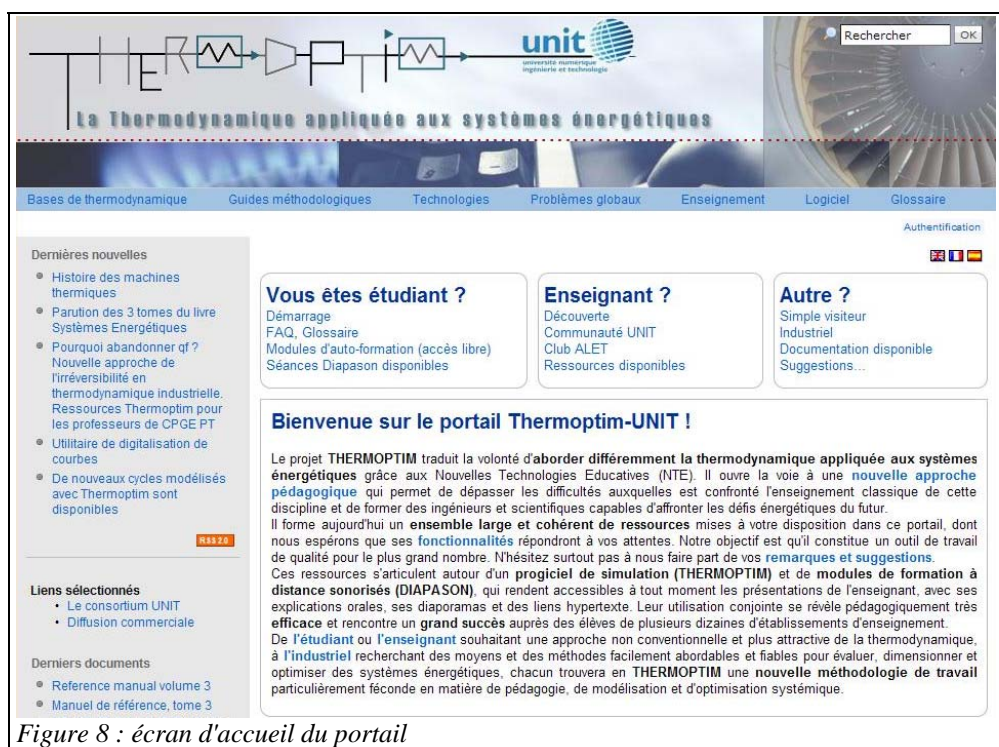 THERMOPTIM
unit
université numérique
ingénierie et technologie
Rechercher OK
La Thermodynamique appliquée aux systèmes énergétiques
Bases de thermodynamique Guides méthodologiques Technologies Problèmes globaux Enseignement Logiciel Glossaire
Authentification
Dernières nouvelles
Histoire des machines
thermiques
Parution des 3 tomes du livre
Systèmes Energétiques
Pourquoi abandonner qf ?
Nouvelle approche de
l'irréversibilité en
thermodynamique industrielle.
Ressources Thermoptim pour
les professeurs de CPGE PT
Utilitaire de digitalisation de
courbes
De nouveaux cycles modélisés
avec Thermoptim sont
disponibles
RSS 2.0
Liens sélectionnés
Le consortium UNIT
Diffusion commerciale
Derniers documents
Reference manual volume 3
Manuel de référence, tome 3
Vous êtes étudiant ?
Démarrage
FAQ, Glossaire
Modules d'auto-formation (accès libre)
Séances Diapason disponibles
Enseignant ?
Découverte
Communauté UNIT
Club ALET
Ressources disponibles
Autre ?
Simple visiteur
Industriel
Documentation disponible
Suggestions...
Bienvenue sur le portail Thermoptim-UNIT !
Le projet THERMOPTIM traduit la volonté d'aborder différemment la thermodynamique appliquée aux systèmes
énergétiques grâce aux Nouvelles Technologies Educatives (NTE). Il ouvre la voie à une nouvelle approche
pédagogique qui permet de dépasser les difficultés auxquelles est confronté l'enseignement classique de cette
discipline et de former des ingénieurs et scientifiques capables d'affronter les défis énergétiques du futur.
Il forme aujourd'hui un ensemble large et cohérent de ressources mises à votre disposition dans ce portail, dont
nous espérons que ses fonctionnalités répondront à vos attentes. Notre objectif est qu'il constitue un outil de travail
de qualité pour le plus grand nombre. N'hésitez surtout pas à nous faire part de vos remarques et suggestions.
Ces ressources s'articulent autour d'un progiciel de simulation (THERMOPTIM) et de modules de formation à
distance sonorisés (DIAPASON), qui rendent accessibles à tout moment les présentations de l'enseignant, avec ses
explications orales, ses diaporamas et des liens hypertexte. Leur utilisation conjointe se révèle pédagogiquement très
efficace et rencontre un grand succès auprès des élèves de plusieurs dizaines d'établissements d'enseignement.
De l'étudiant ou l'enseignant souhaitant une approche non conventionnelle et plus attractive de la thermodynamique,
à l'industriel recherchant des moyens et des méthodes facilement abordables et fiables pour évaluer, dimensionner et
optimiser des systèmes énergétiques, chacun trouvera en THERMOPTIM une nouvelle méthodologie de travail
particulièrement féconde en matière de pédagogie, de modélisation et d'optimisation systémique.
Figure 8 : écran d'accueil du portail